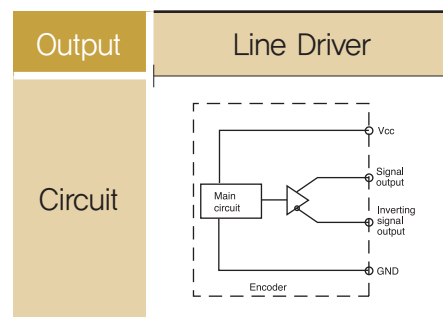 Output
Line Driver
Circuit
Vcc
Signal
output
Main
circuit
Inverting
signal
output
GND
Encoder